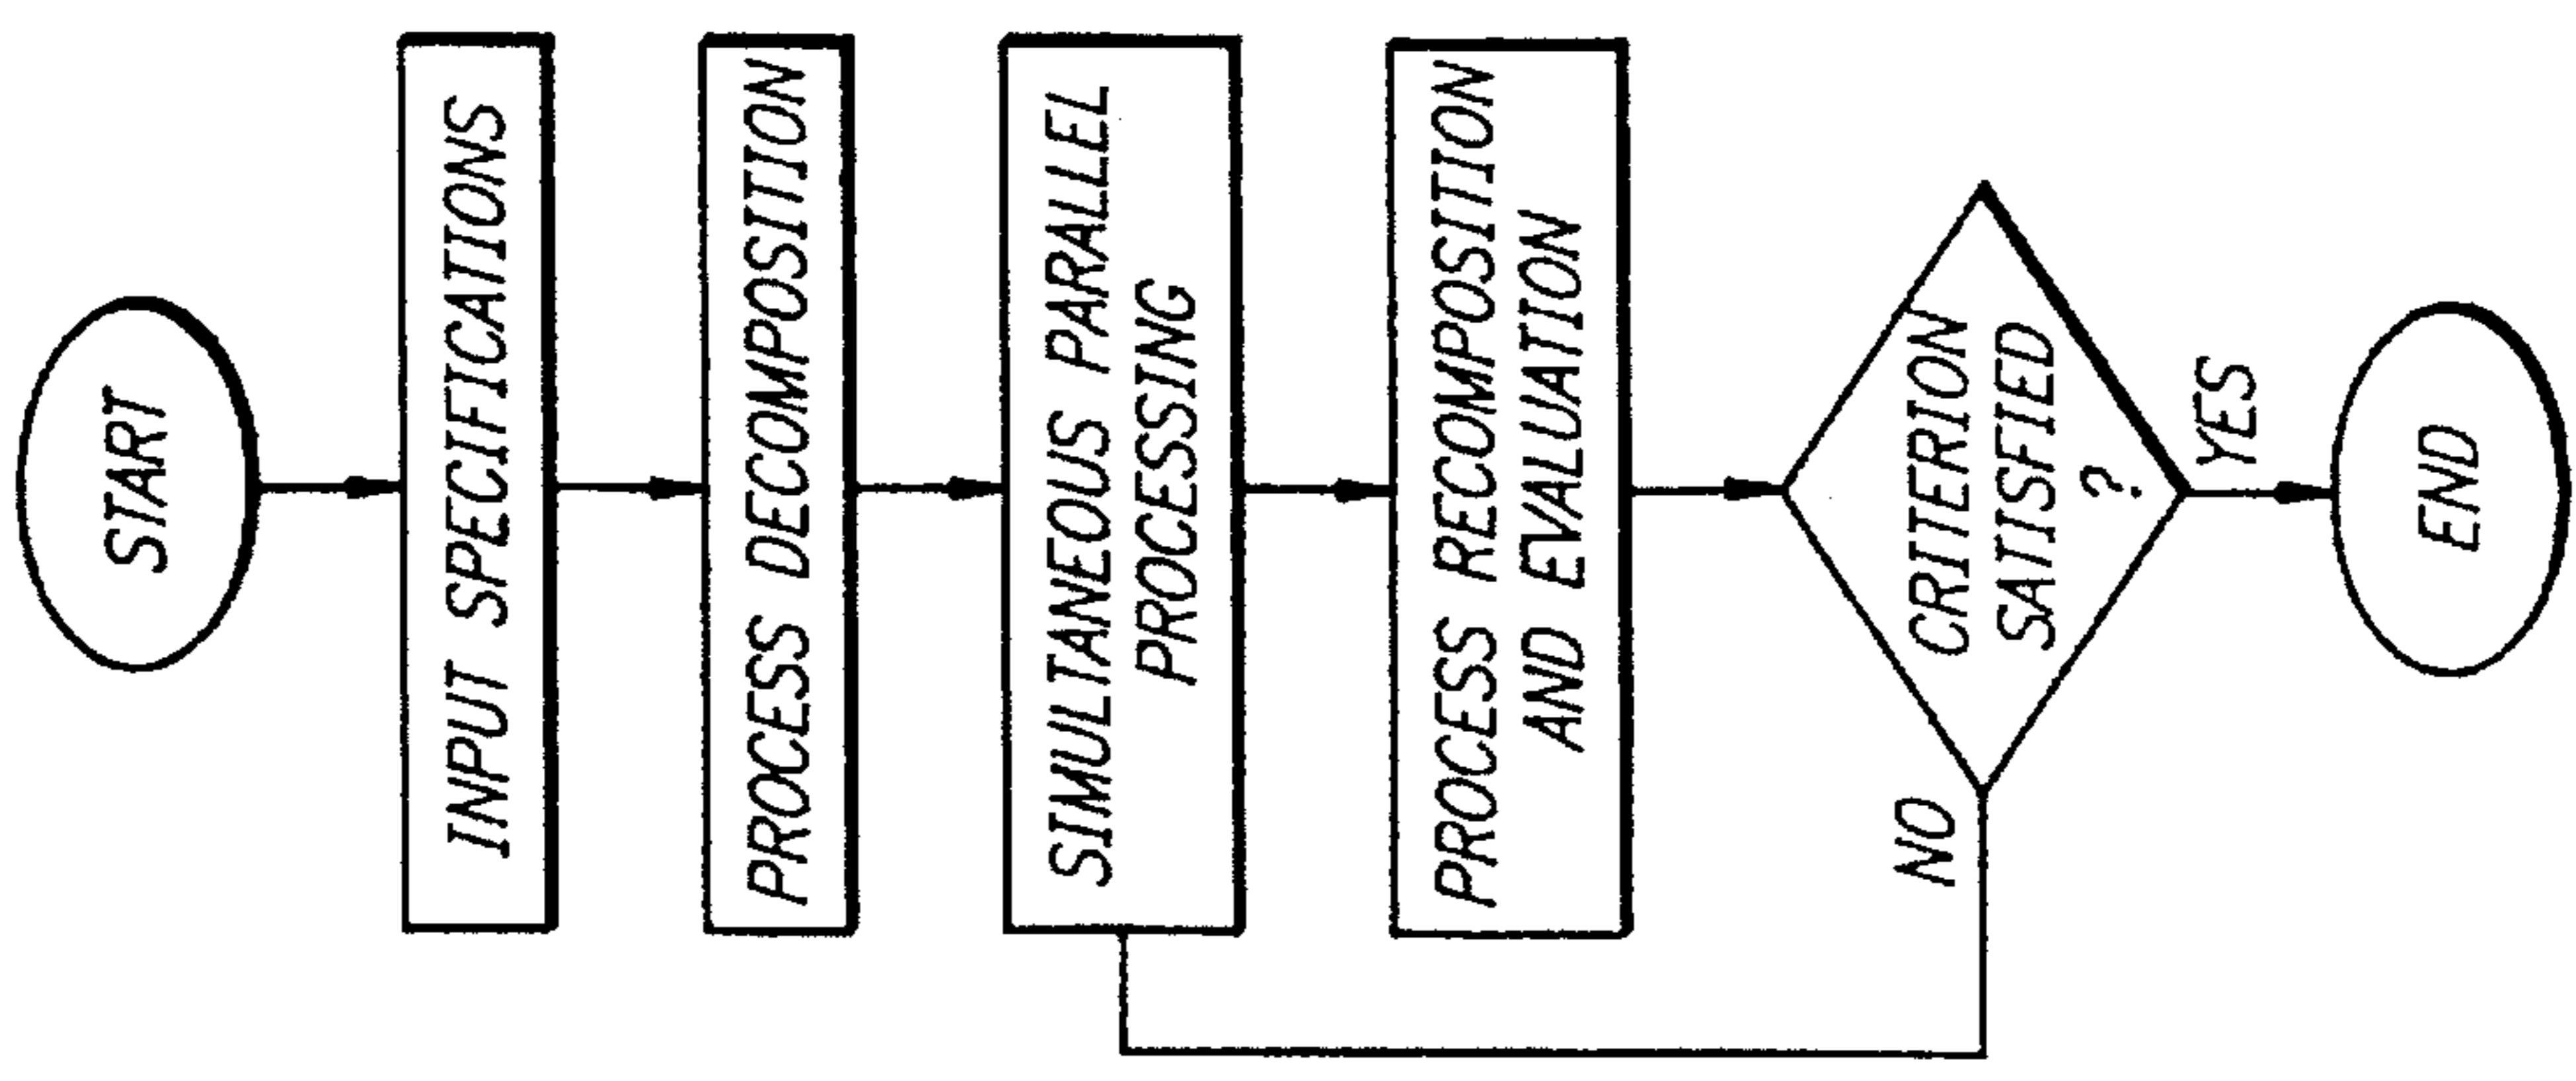 START
INPUT SPECIFICATIONS
PROCESS DECOMPOSITION
SIMULTANEOUS PARALLEL
PROCESSING
PROCESS RECOMPOSITION
AND EVALUATION
CRITERION
SATISFIED
?
NO
YES
END